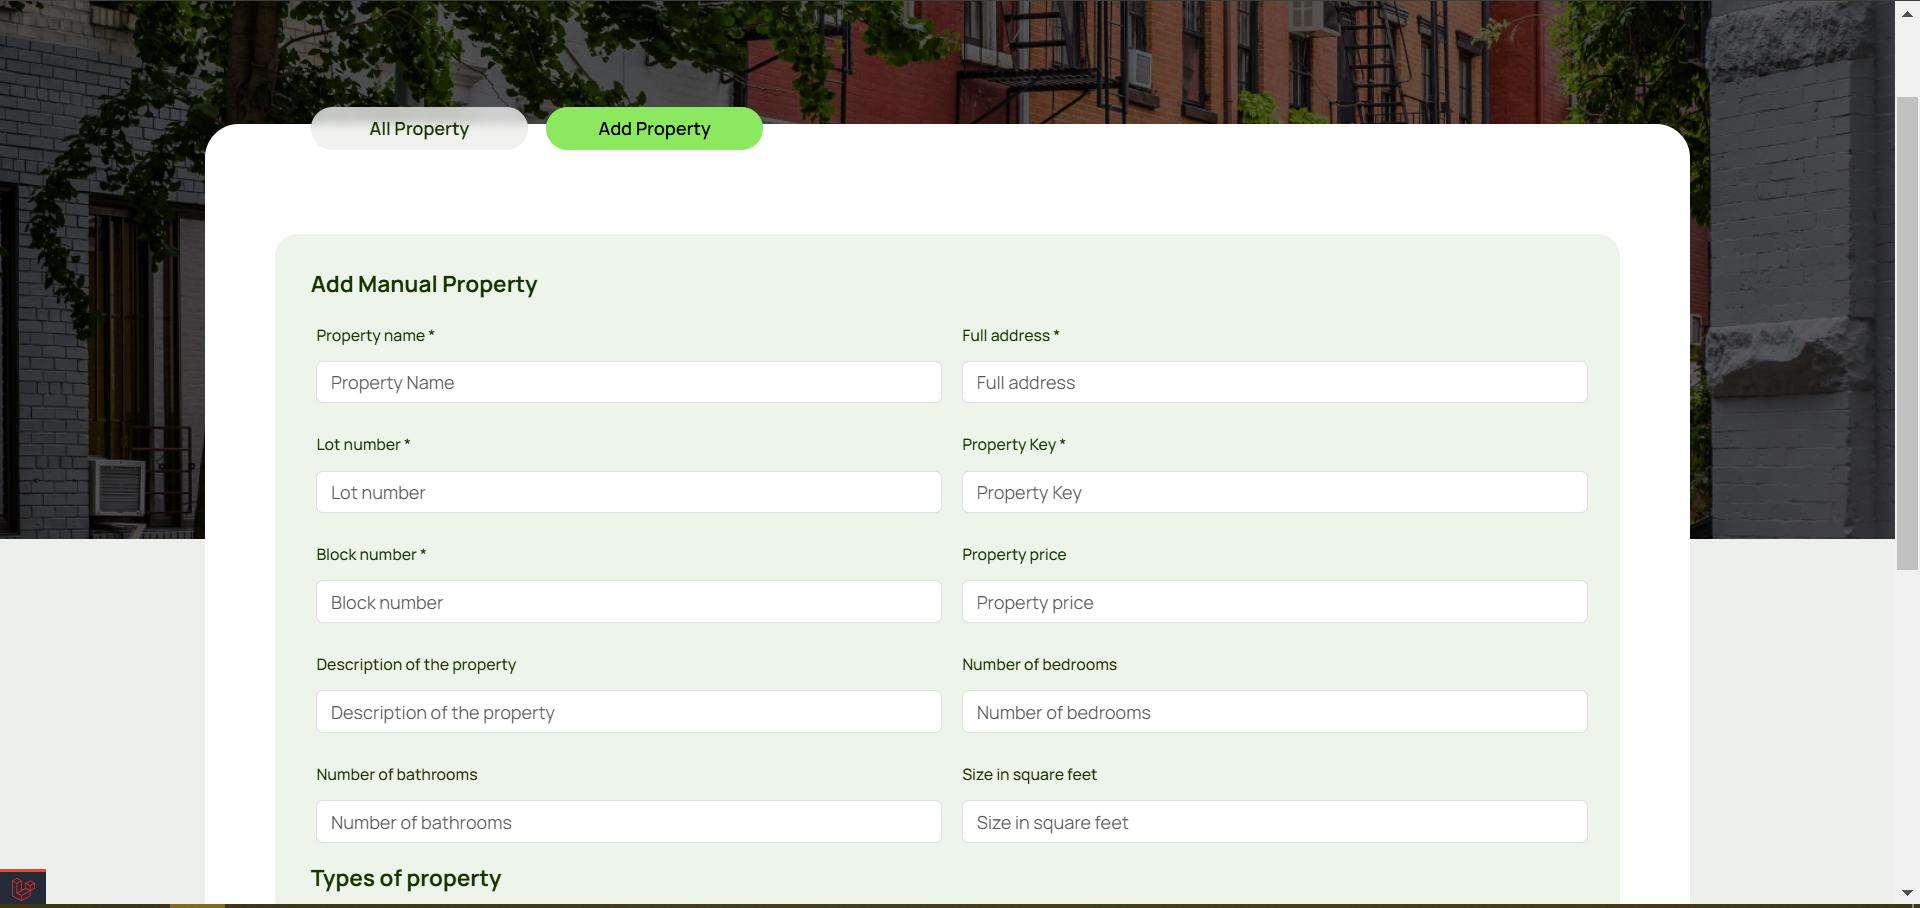 All Property
Add Property
Add Manual Property
Property name *
Full address *
Property Name
Full address
Lot number *
Property Key *
Lot number
Property Key
Block number *
Property price
Block number
Property price
Description of the property
Number of bedrooms
Description of the property
Number of bedrooms
Number of bathrooms
Size in square feet
Number of bathrooms
Size in square feet
Types of property